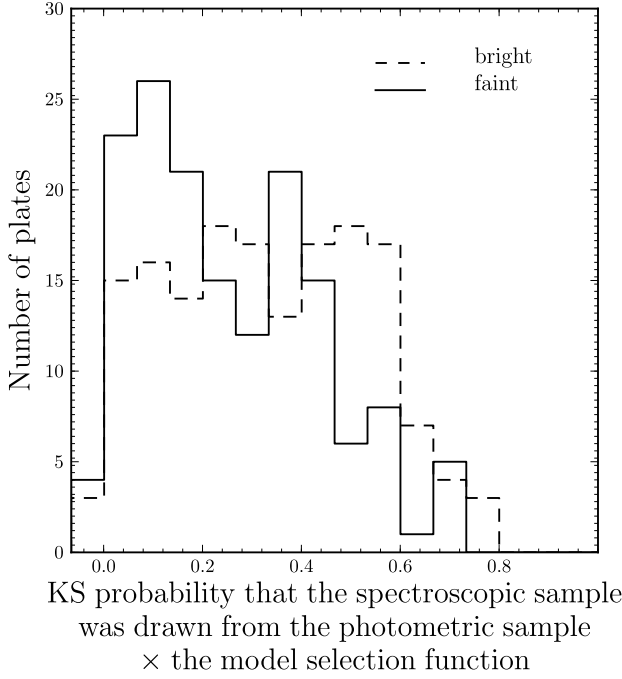 30
25
20
15
10
5
0
Number of plates
bright
faint
0.0 0.2 0.4 0.6 0.8
KS probability that the spectroscopic sample
was drawn from the photometric sample
× the model selection function